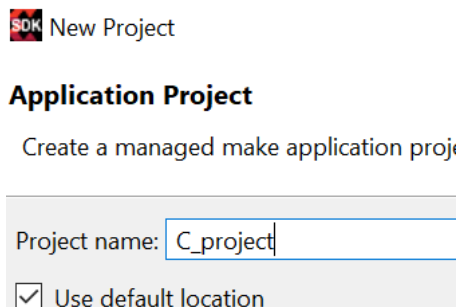 SDK New Project
Application Project
Create a managed make application proje
Project name: C_project
Use default location